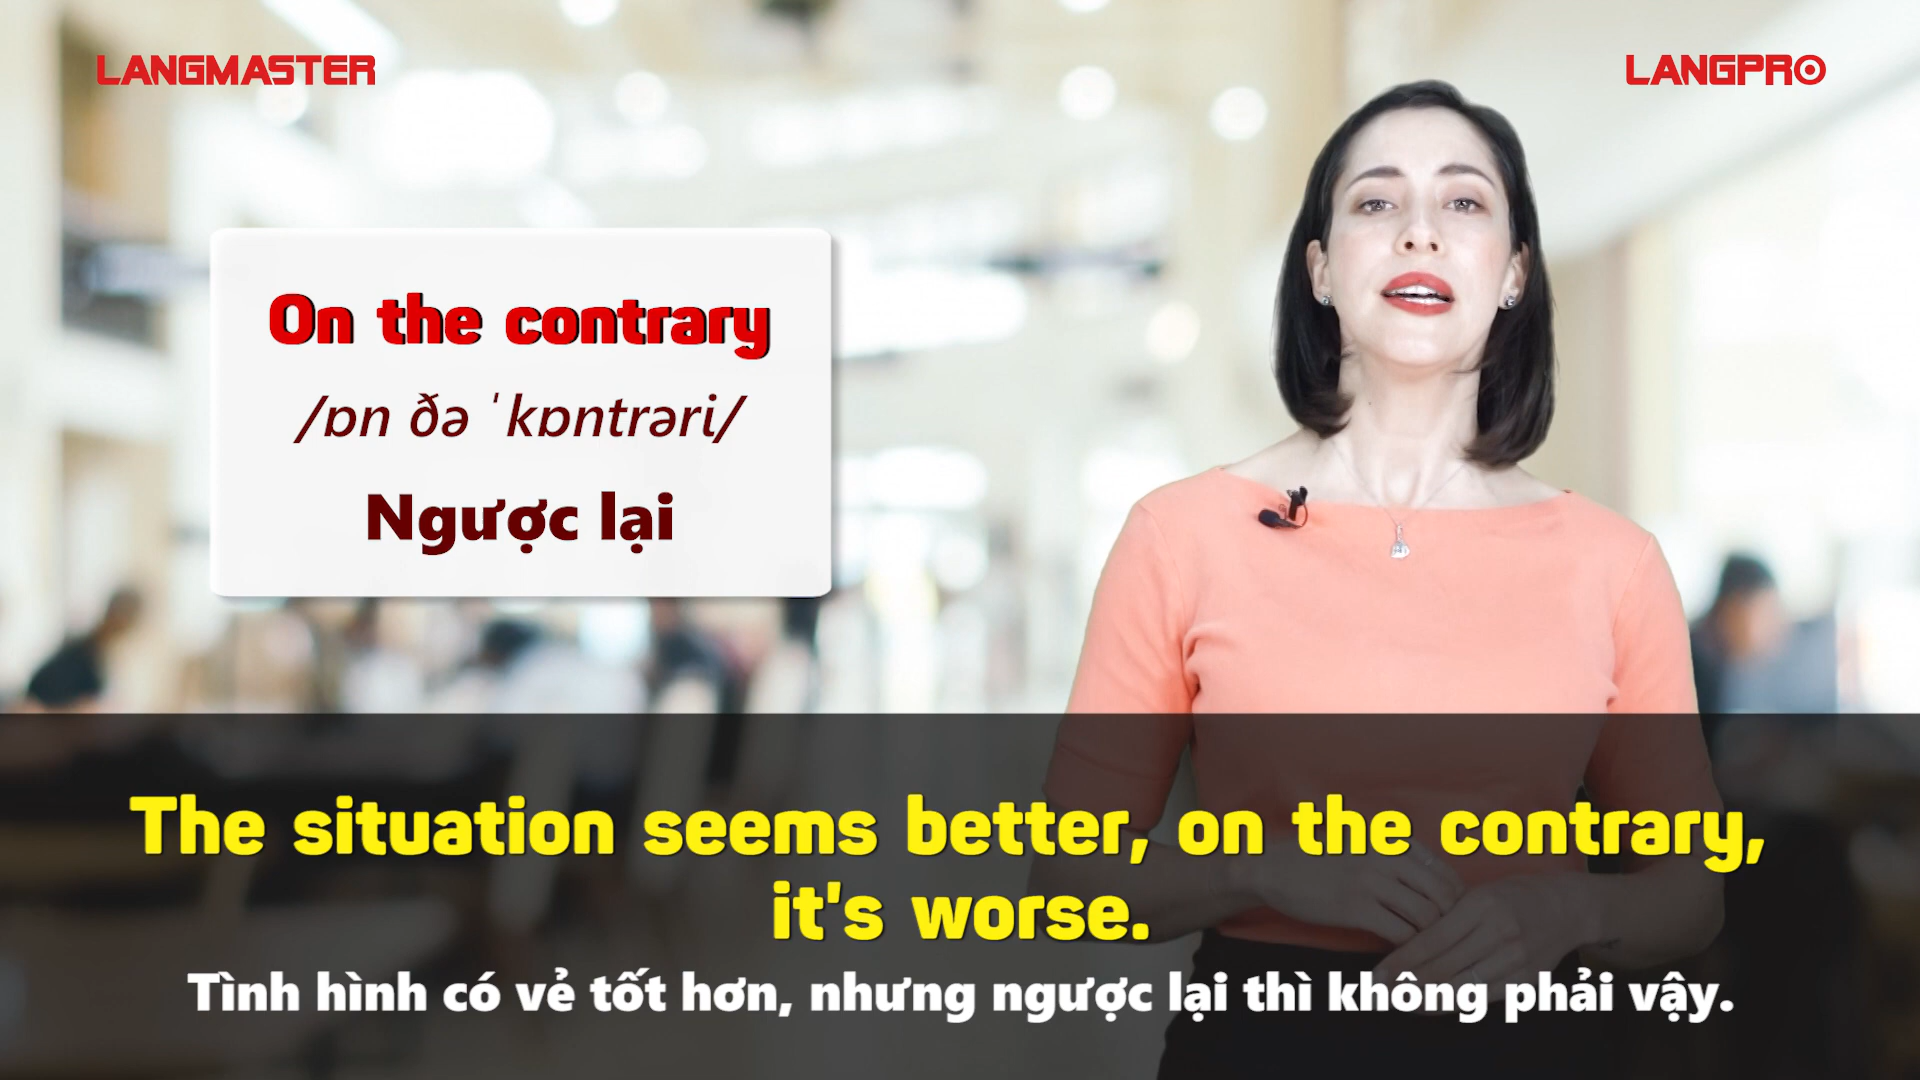 LANGMASTER
LANGPRO
On the contrary
/ɒn ðə ˈkɒntrəri/
Ngược lại
The situation seems better, on the contrary,
it's worse.
Tình hình có vẻ tốt hơn, nhưng ngược lại thì không phải vậy.